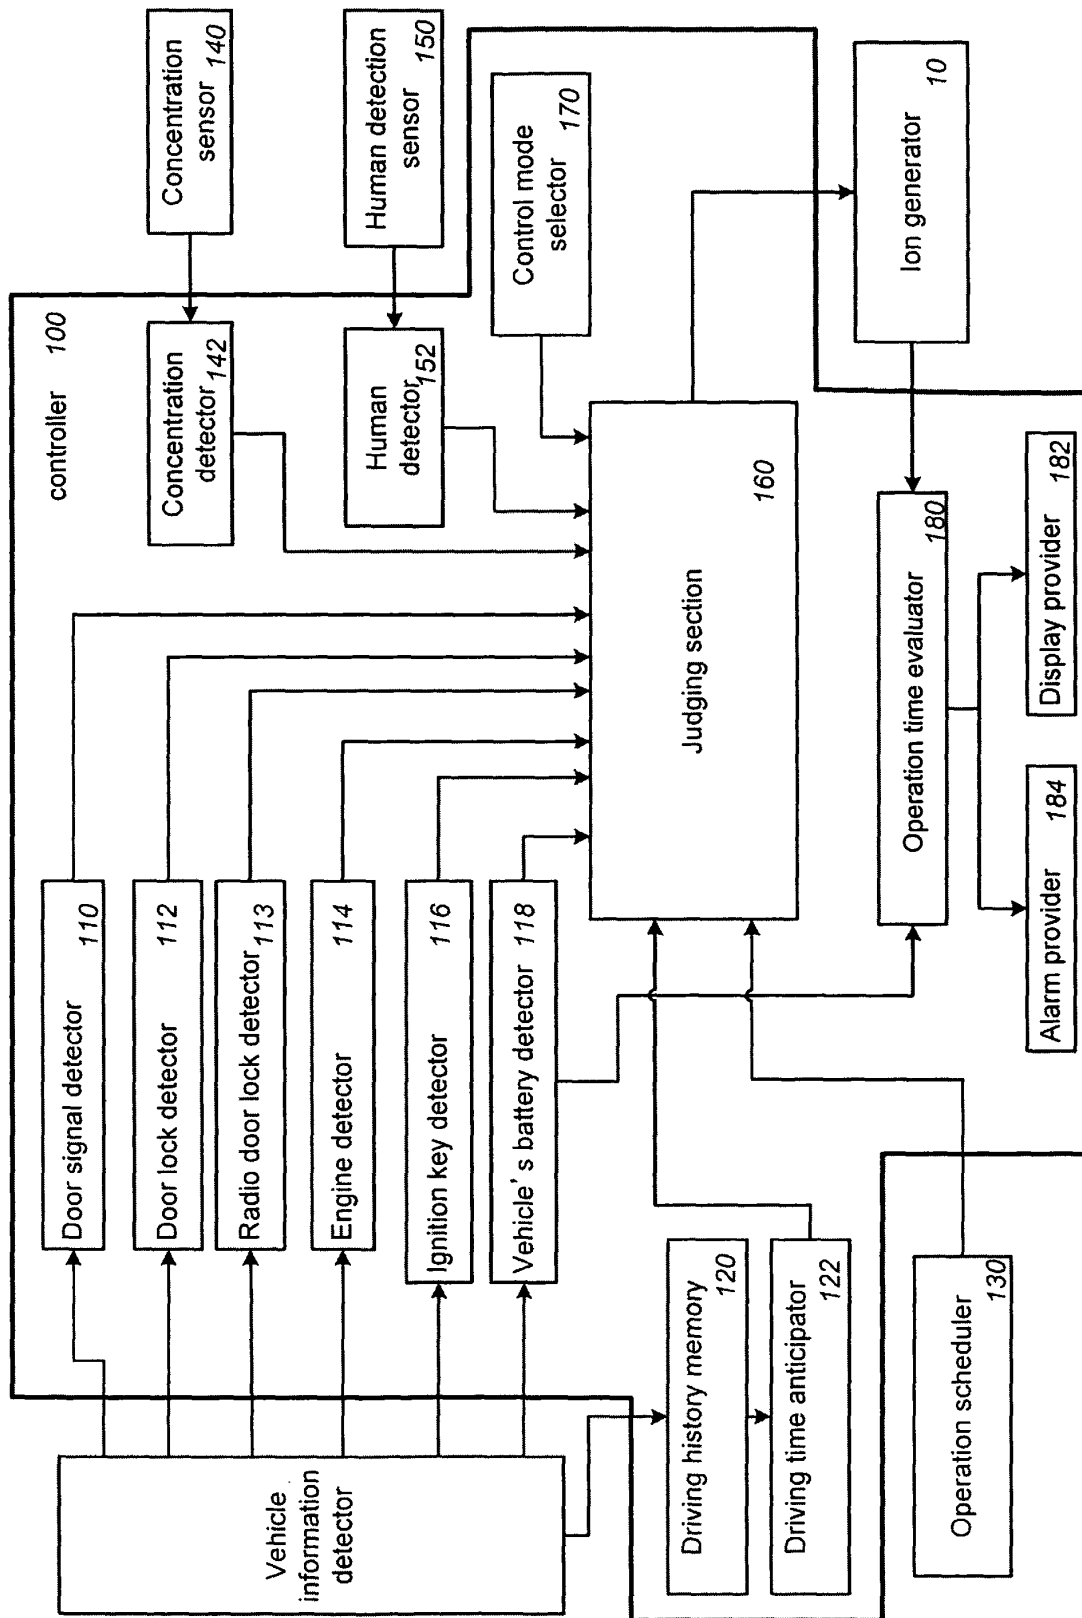 controller 100
Vehicle
information
detector
Door signal detector 110
Door lock detector 112
Radio door lock detector 113
Engine detector 114
Ignition key detector 116
Vehicle's battery detector 118
Driving history memory
120
Driving time anticipator
122
Operation scheduler
130
Concentration
sensor 140
Concentration
detector 142
Human detection
sensor 150
Human
detector 152
Control mode
selector 170
Judging section
160
Ion generator
10
Operation time evaluator
180
Alarm provider 184
Display provider 182